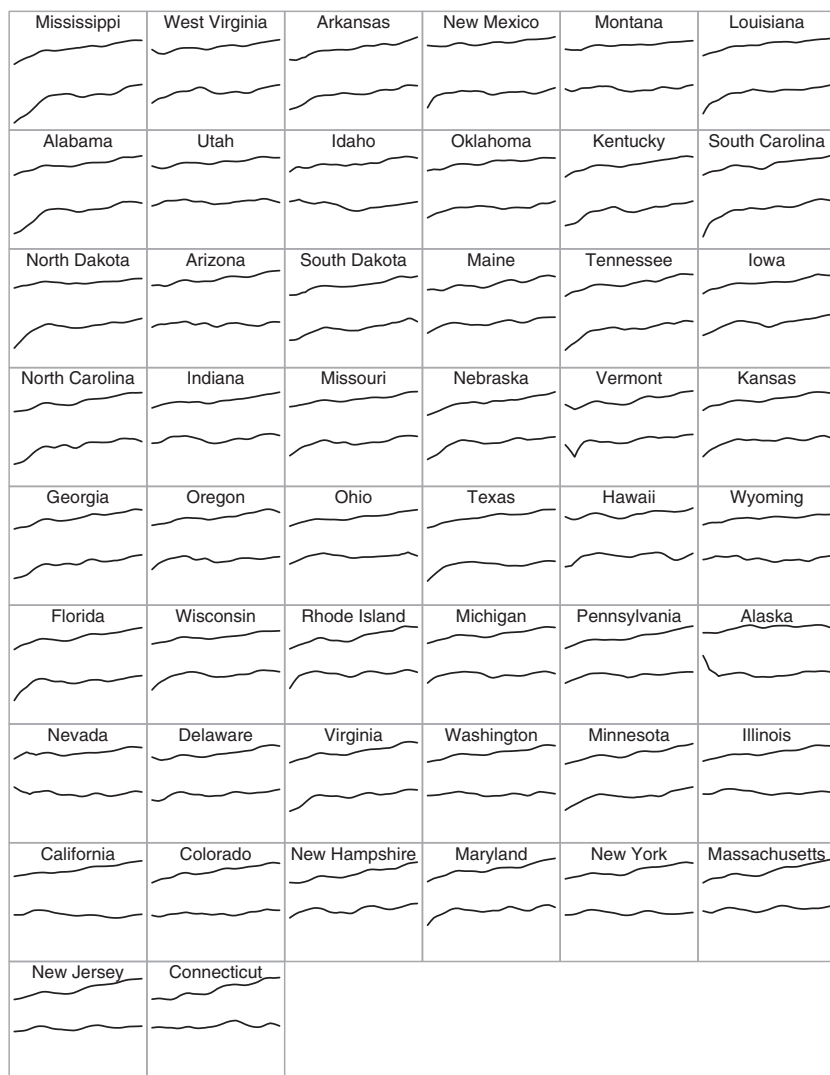 Mississippi West Virginia Arkansas New Mexico Montana Louisiana
Alabama Utah Idaho Oklahoma Kentucky South Carolina
North Dakota Arizona South Dakota Maine Tennessee Iowa
North Carolina Indiana Missouri Nebraska Vermont Kansas
Georgia Oregon Ohio Texas Hawaii Wyoming
Florida Wisconsin Rhode Island Michigan Pennsylvania Alaska
Nevada Delaware Virginia Washington Minnesota Illinois
California Colorado New Hampshire Maryland New York Massachusetts
New Jersey Connecticut